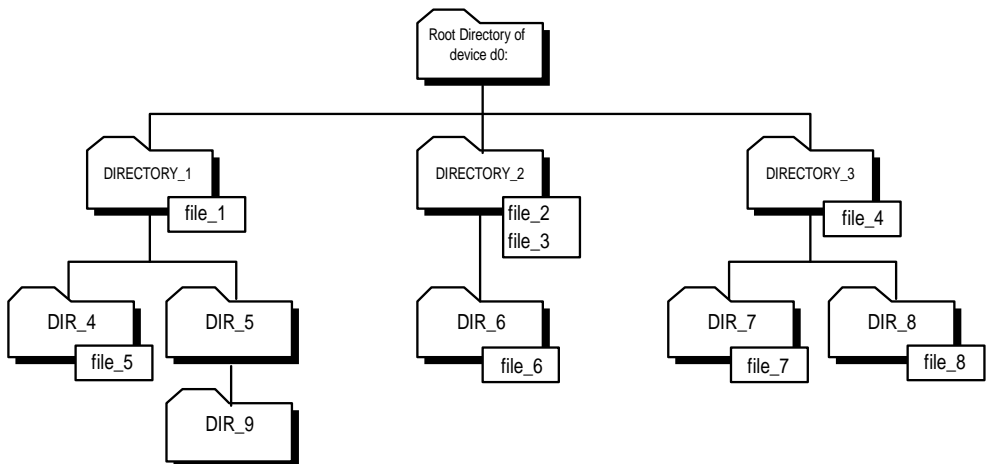 Root Directory of
device d0:
DIRECTORY_1
file_1
DIRECTORY_2
file_2
file_3
DIRECTORY_3
file_4
DIR_4
file_5
DIR_5
DIR_6
file_6
DIR_7
file_7
DIR_8
file_8
DIR_9